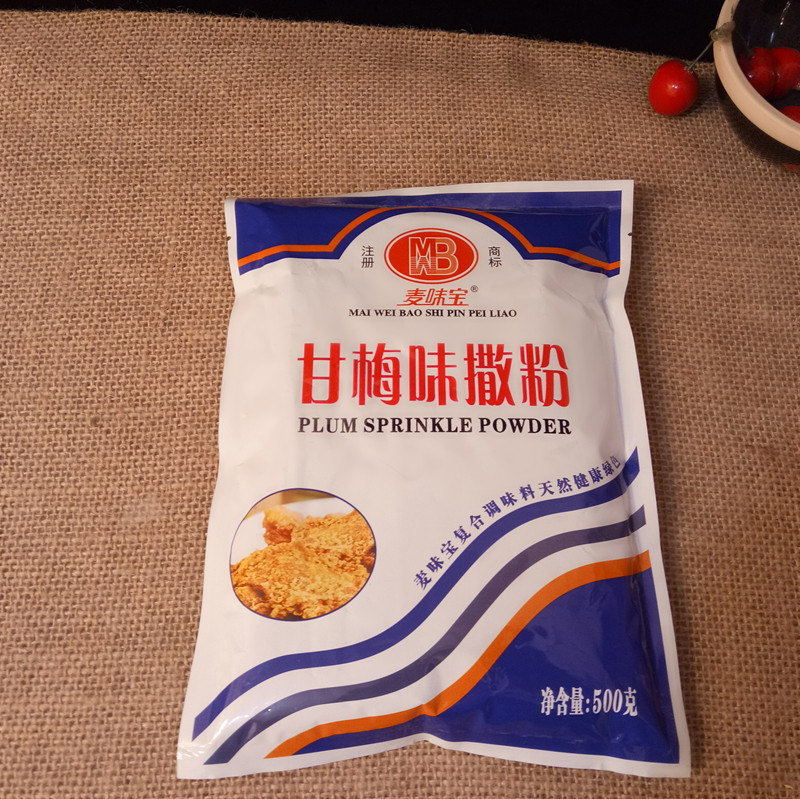 注册 商标
MWB
麦味宝®
MAI WEI BAO SHI PIN PEI LIAO
甘梅味撒粉
PLUM SPRINKLE POWDER
麦味宝复合调味料天然健康绿色
净含量:500克